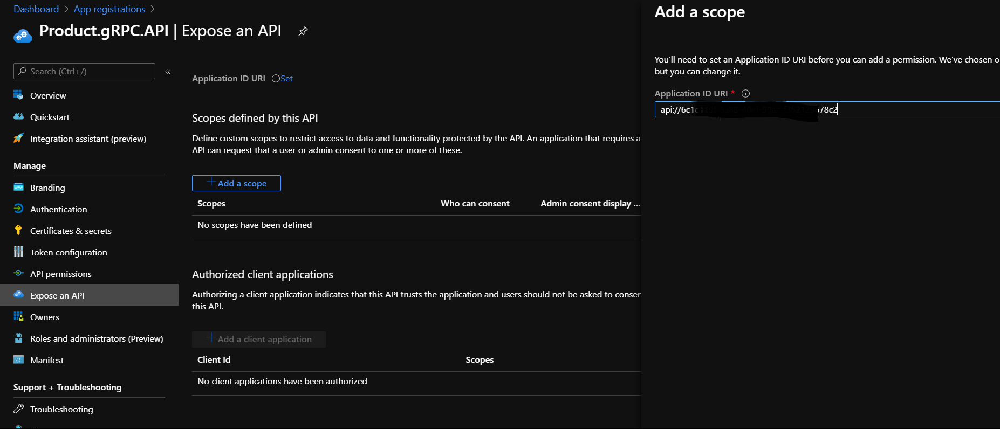 Dashboard > App registrations >
Product.gRPC.API | Expose an API
Search (Ctrl+/)
«
Overview
Quickstart
Integration assistant (preview)
Manage
Branding
Authentication
Certificates & secrets
Token configuration
API permissions
Expose an API
Owners
Roles and administrators (Preview)
Manifest
Support + Troubleshooting
Troubleshooting
Application ID URI Set
Scopes defined by this API
Define custom scopes to restrict access to data and functionality protected by the API. An application that requires a
API can request that a user or admin consent to one or more of these.
+ Add a scope
Scopes Who can consent Admin consent display ...
No scopes have been defined
Authorized client applications
Authorizing a client application indicates that this API trusts the application and users should not be asked to consen
this API.
+ Add a client application
Client Id Scopes
No client applications have been authorized
Add a scope
You'll need to set an Application ID URI before you can add a permission. We've chosen o
but you can change it.
Application ID URI *
api://6c1e 678c2